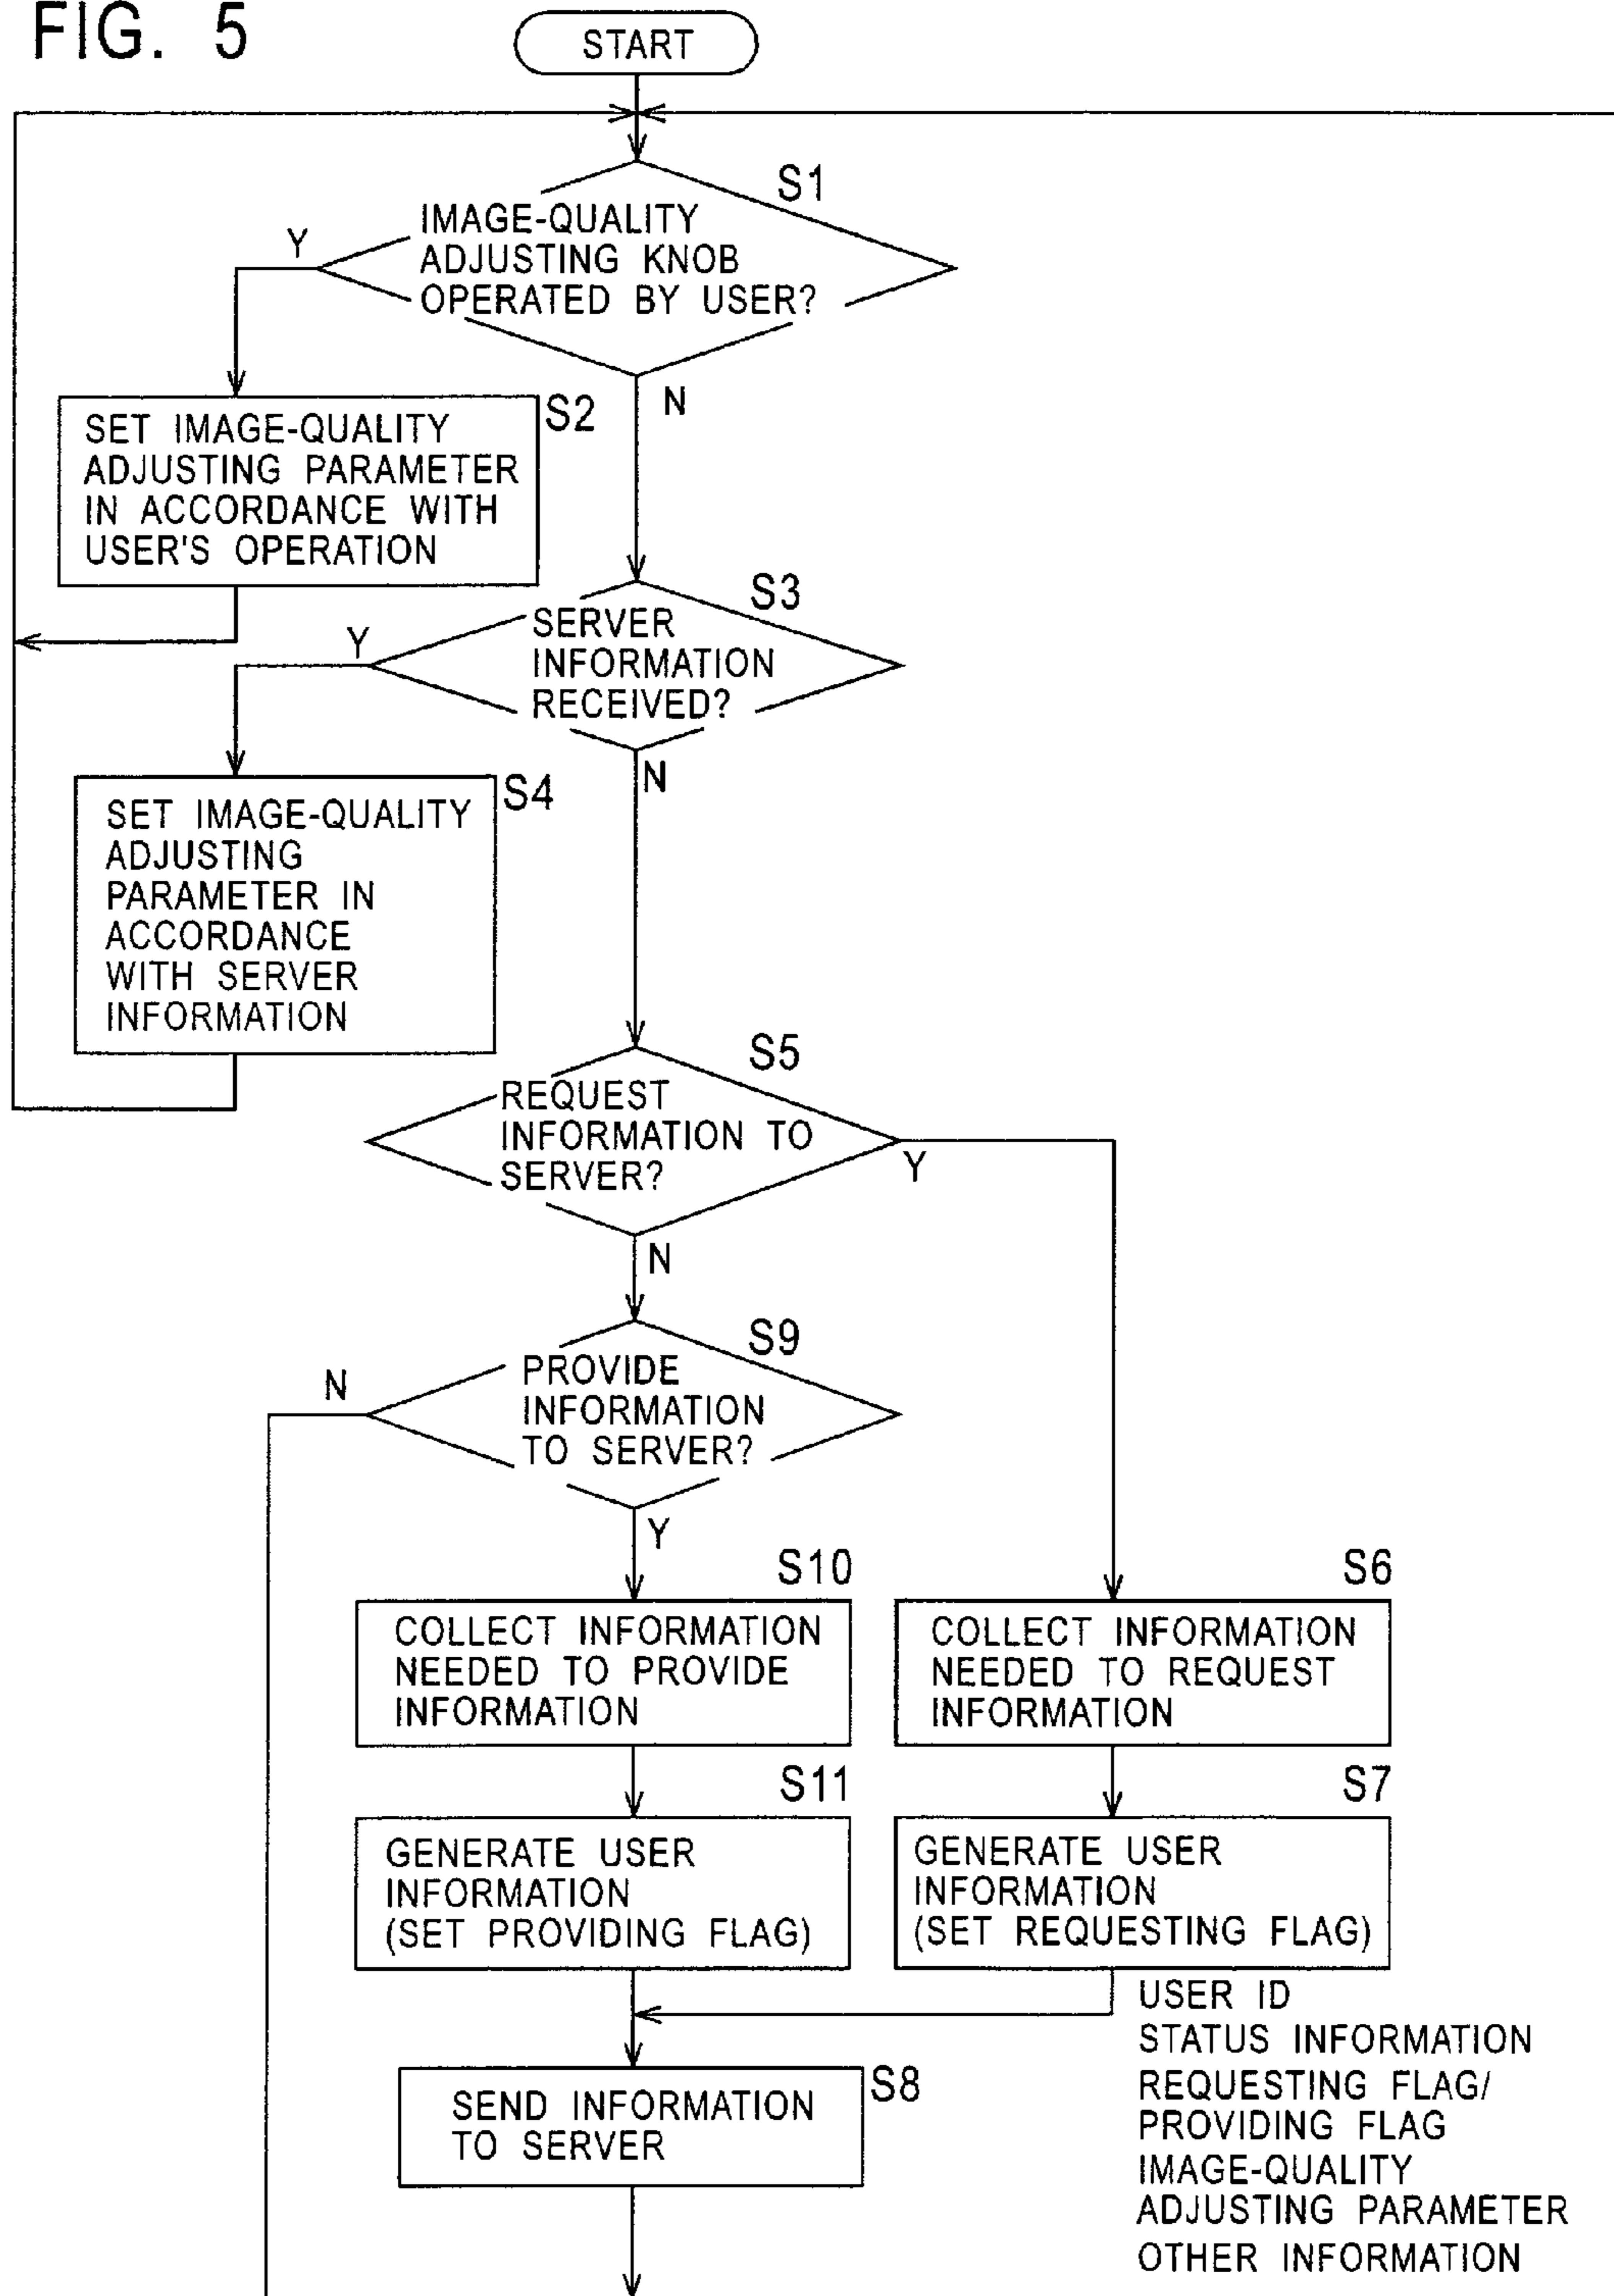 FIG. 5
START
S1
IMAGE-QUALITY
ADJUSTING KNOB
OPERATED BY USER?
Y
N
S2
SET IMAGE-QUALITY
ADJUSTING PARAMETER
IN ACCORDANCE WITH
USER'S OPERATION
S3
SERVER
INFORMATION
RECEIVED?
Y
N
S4
SET IMAGE-QUALITY
ADJUSTING
PARAMETER IN
ACCORDANCE
WITH SERVER
INFORMATION
S5
REQUEST
INFORMATION TO
SERVER?
Y
N
S9
PROVIDE
INFORMATION
TO SERVER?
N
Y
S10
COLLECT INFORMATION
NEEDED TO PROVIDE
INFORMATION
S6
COLLECT INFORMATION
NEEDED TO REQUEST
INFORMATION
S11
GENERATE USER
INFORMATION
(SET PROVIDING FLAG)
S7
GENERATE USER
INFORMATION
(SET REQUESTING FLAG)
USER ID
STATUS INFORMATION
REQUESTING FLAG/
PROVIDING FLAG
IMAGE-QUALITY
ADJUSTING PARAMETER
OTHER INFORMATION
S8
SEND INFORMATION
TO SERVER